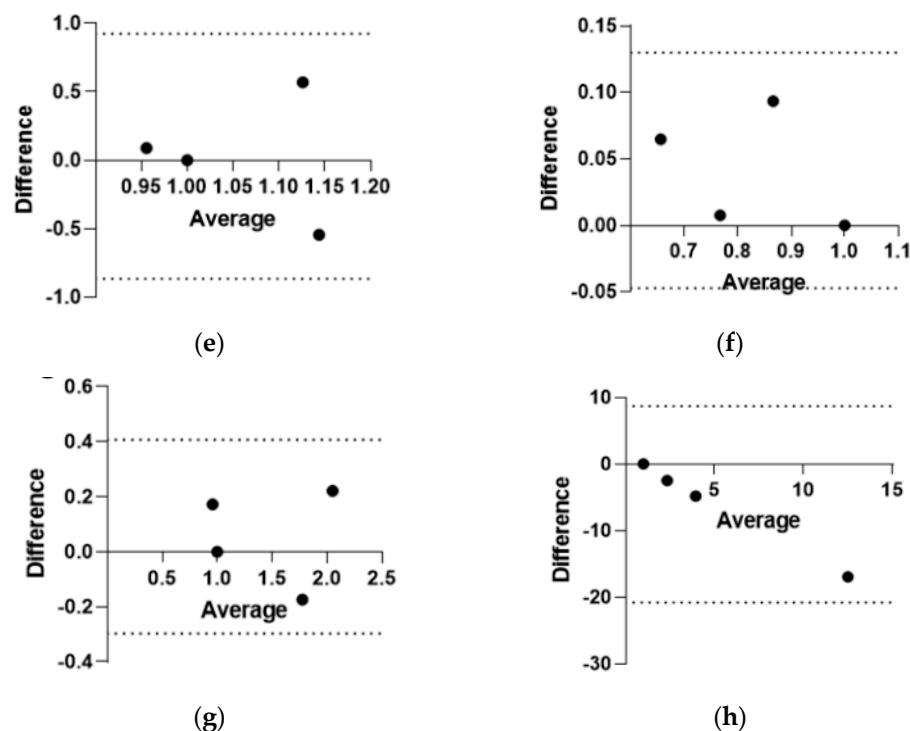 1.0
0.5
0.0
-0.5
-1.0
Difference
0.95 1.00 1.05 1.10 1.15 1.20
Average
(e)
0.15
0.10
0.05
0.00
-0.05
Difference
0.7 0.8 0.9 1.0 1.1
Average
(f)
0.6
0.4
0.2
0.0
-0.2
-0.4
Difference
0.5 1.0 1.5 2.0 2.5
Average
(g)
10
0
-10
-20
-30
Difference
5 10 15
Average
(h)